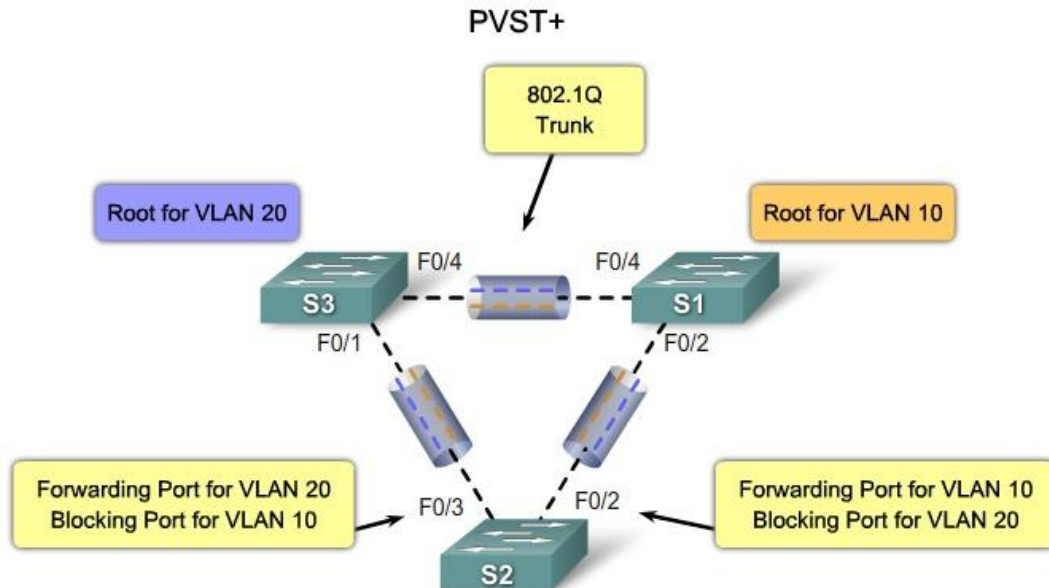 PVST+
802.1Q
Trunk
Root for VLAN 20
Root for VLAN 10
F0/4
F0/4
S3
S1
F0/1
F0/2
Forwarding Port for VLAN 20
Blocking Port for VLAN 10
Forwarding Port for VLAN 10
Blocking Port for VLAN 20
F0/3
F0/2
S2